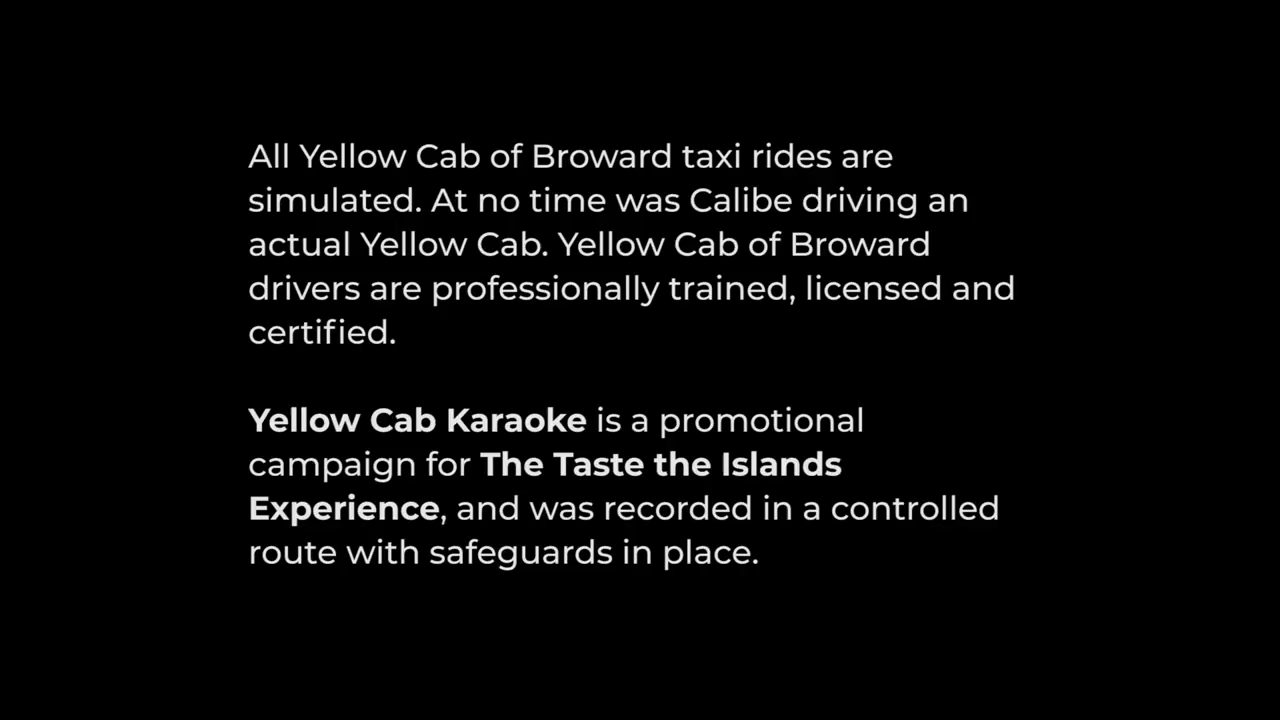 All Yellow Cab of Broward taxi rides are
simulated. At no time was Calibe driving an
actual Yellow Cab. Yellow Cab of Broward
drivers are professionally trained, licensed and
certified.
Yellow Cab Karaoke is a promotional
campaign for The Taste the Islands
Experience, and was recorded in a controlled
route with safeguards in place.